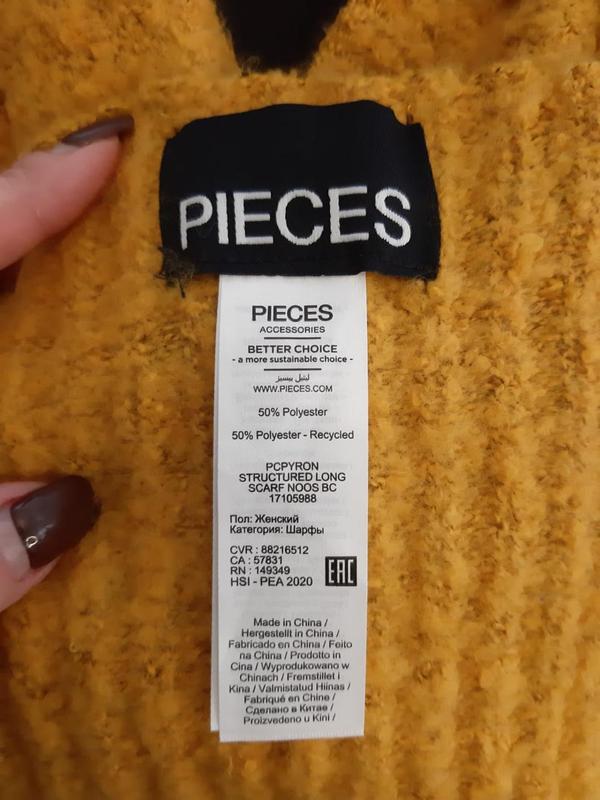 PIECES
PIECES
ACCESSORIES
BETTER CHOICE
- a more sustainable choice -
ليتيل بيسيز
WWW.PIECES.COM
50% Polyester
50% Polyester - Recycled
PCPYRON
STRUCTURED LONG
SCARF NOOS BC
17105988
Пол: Женский
Категория: Шарфы
CVR : 88216512
CA : 57831
RN : 149349
HSI - PEA 2020
EAC
Made in China /
Hergestellt in China /
Fabricado en China / Feito
na China / Prodotto in
Cina / Wyprodukowano w
Chinach / Fremstillet i
Kina / Valmistatud Hiinas /
Fabriqué en Chine /
Сделано в Китае /
Proizvedeno u Kini /